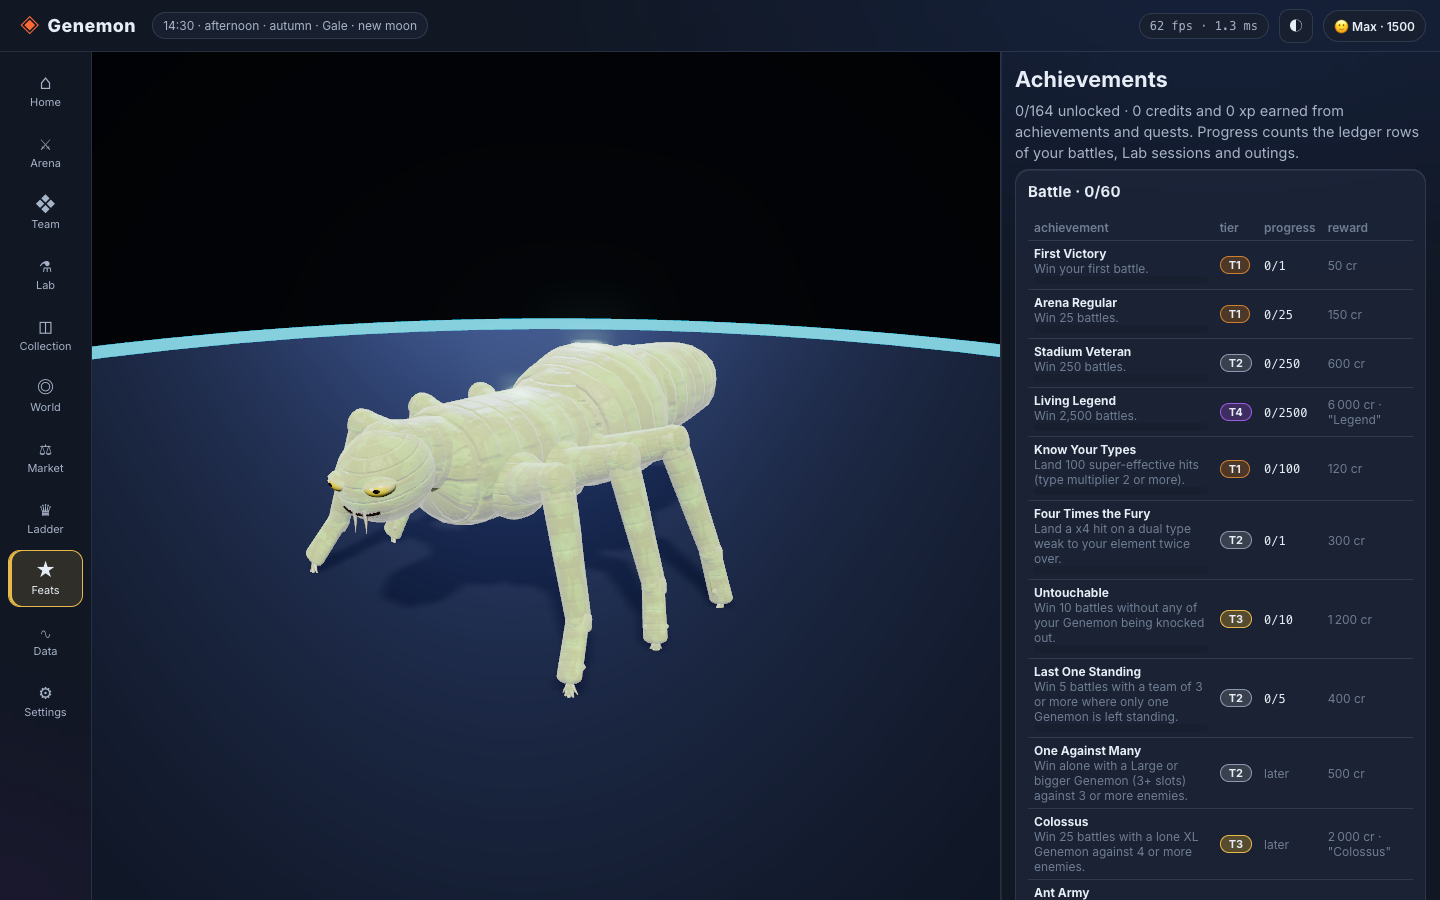 Genemon
14:30 · afternoon · autumn · Gale · new moon
62 fps · 1.3 ms
Max · 1500
Home
Arena
Team
Lab
Collection
World
Market
Ladder
Feats
Data
Settings
Achievements
0/164 unlocked · 0 credits and 0 xp earned from
achievements and quests. Progress counts the ledger rows
of your battles, Lab sessions and outings.
Battle · 0/60
achievement tier progress reward
First Victory
Win your first battle.
T1 0/1 50 cr
Arena Regular
Win 25 battles.
T1 0/25 150 cr
Stadium Veteran
Win 250 battles.
T2 0/250 600 cr
Living Legend
Win 2,500 battles.
T4 0/2500 6 000 cr ·
"Legend"
Know Your Types
Land 100 super-effective hits
(type multiplier 2 or more).
T1 0/100 120 cr
Four Times the Fury
Land a x4 hit on a dual type
weak to your element twice
over.
T2 0/1 300 cr
Untouchable
Win 10 battles without any of
your Genemon being knocked
out.
T3 0/10 1 200 cr
Last One Standing
Win 5 battles with a team of 3
or more where only one
Genemon is left standing.
T2 0/5 400 cr
One Against Many
Win alone with a Large or
bigger Genemon (3+ slots)
against 3 or more enemies.
T2 later 500 cr
Colossus
Win 25 battles with a lone XL
Genemon against 4 or more
enemies.
T3 later 2 000 cr ·
"Colossus"
Ant Army